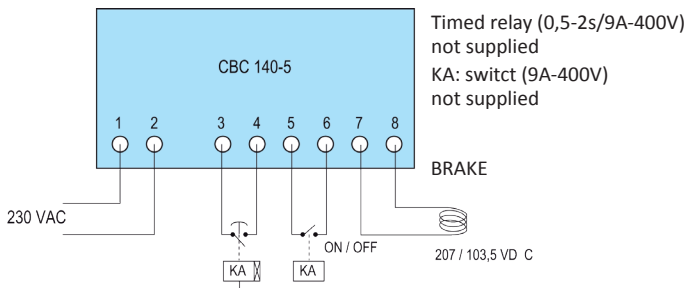 Timed relay (0,5-2s/9A-400V)
not supplied
CBC 140-5
KA: switct (9A-400V)
not supplied
1 2 3 4 5 6 7 8
BRAKE
230 VAC
ON / OFF
207 / 103,5 VD C
KA KA